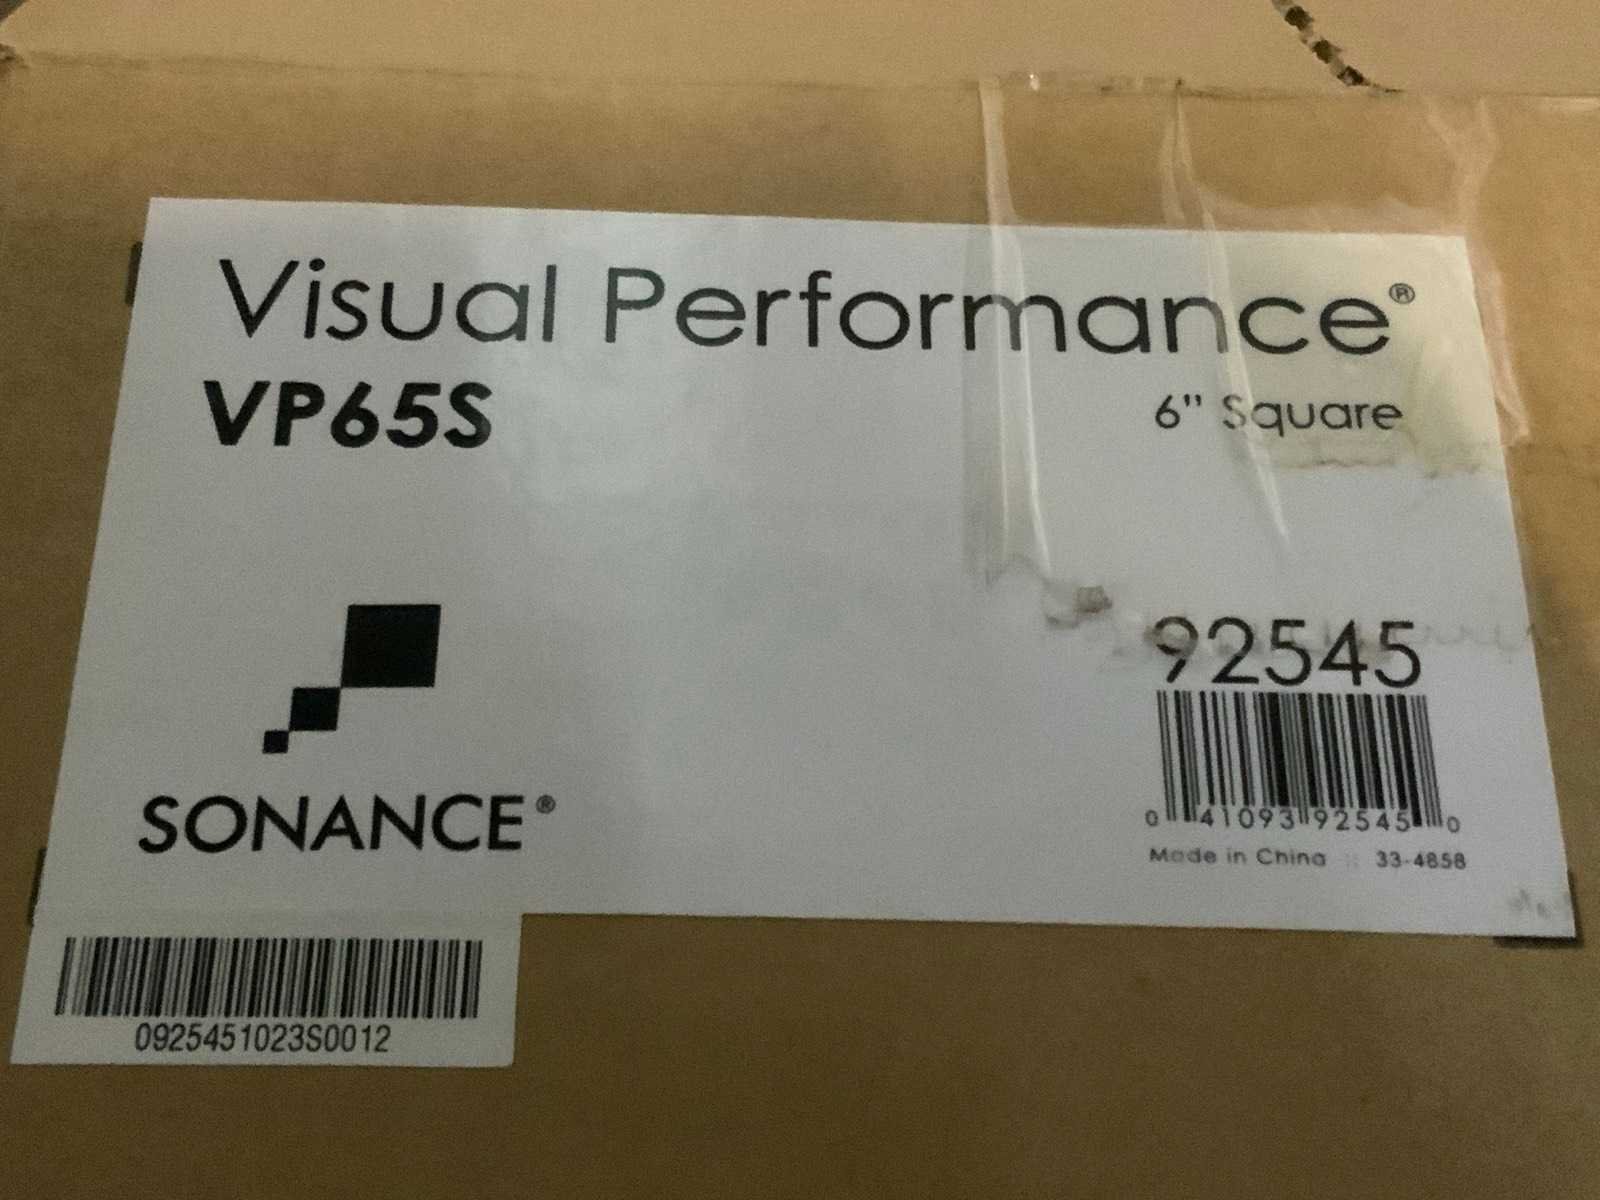 Visual Performance®
VP65S
6" Square
SONANCE®
92545
0 41093 92545 0
Made in China 33-4858
0925451023S0012